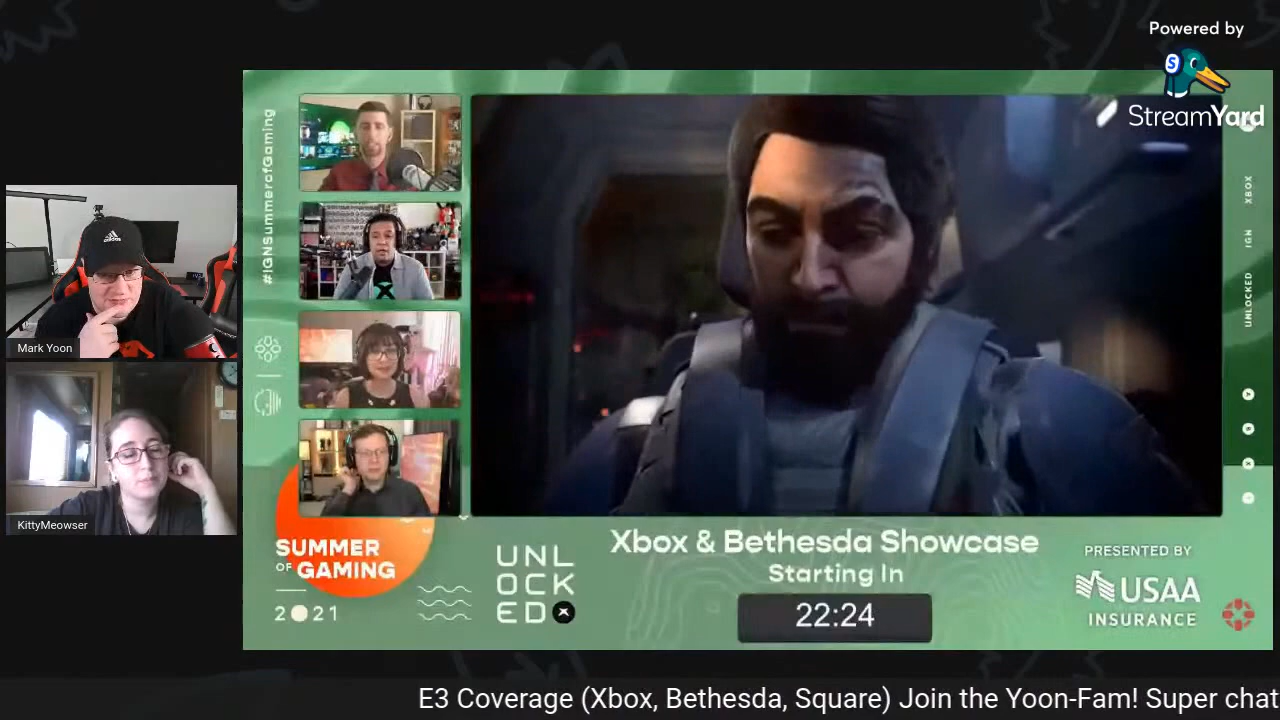 Powered by
StreamYard
#IGNSummerofGaming
XBOX
IGN
UNLOCKED
Mark Yoon
KittyMeowser
SUMMER
OF GAMING
2021
UNL
OCK
ED
Xbox & Bethesda Showcase
Starting In
22:24
PRESENTED BY
USAA
INSURANCE
E3 Coverage (Xbox, Bethesda, Square) Join the Yoon-Fam! Super chat